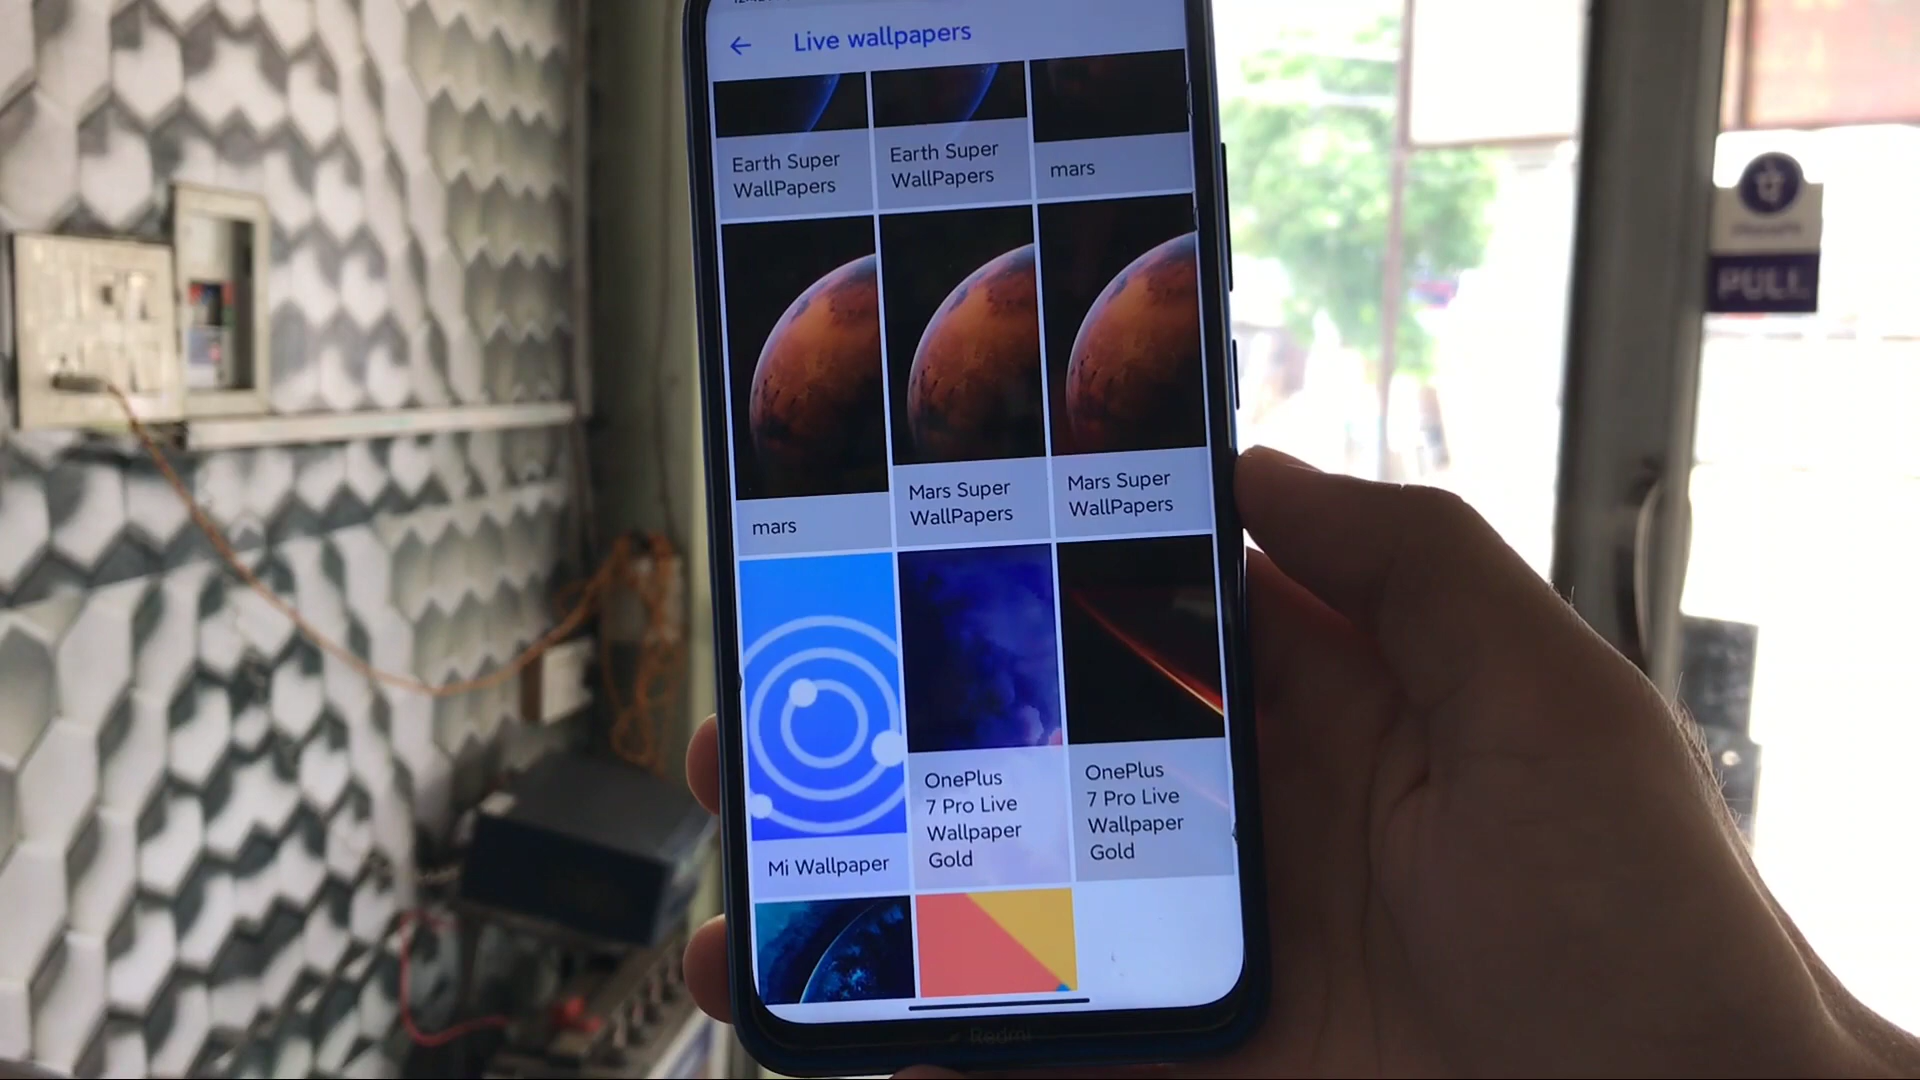 Live wallpapers
Earth Super
WallPapers
Earth Super
WallPapers
mars
mars
Mars Super
WallPapers
Mars Super
WallPapers
Mi Wallpaper
OnePlus
7 Pro Live
Wallpaper
Gold
OnePlus
7 Pro Live
Wallpaper
Gold
Redmi
पे
PULL